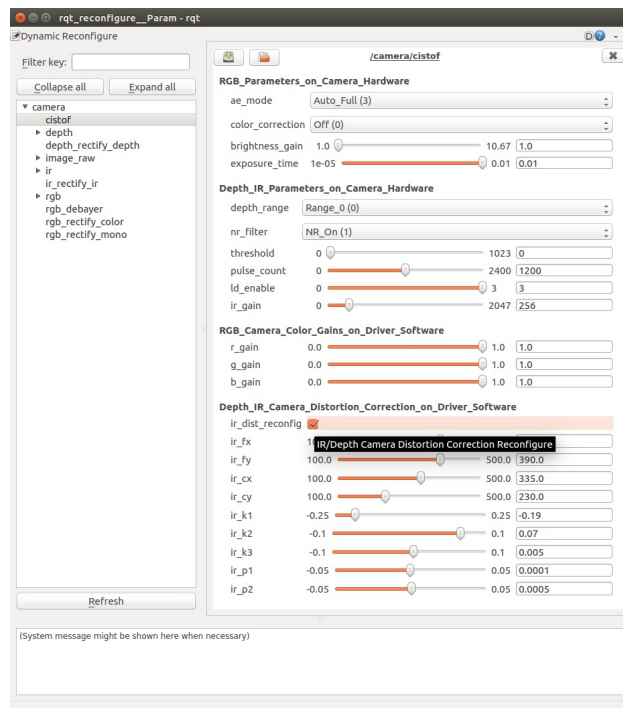 rqt_reconfigure__Param - rqt
Dynamic Reconfigure D ? -
Filter key:
Collapse all Expand all
camera
cistof
depth
depth_rectify_depth
image_raw
ir
ir_rectify_ir
rgb
rgb_debayer
rgb_rectify_color
rgb_rectify_mono
Refresh
/camera/cistof
RGB_Parameters_on_Camera_Hardware
ae_mode Auto_Full (3)
color_correction Off (0)
brightness_gain 1.0 10.67 1.0
exposure_time 1e-05 0.01 0.01
Depth_IR_Parameters_on_Camera_Hardware
depth_range Range_0 (0)
nr_filter NR_On (1)
threshold 0 1023 0
pulse_count 0 2400 1200
ld_enable 0 3 3
ir_gain 0 2047 256
RGB_Camera_Color_Gains_on_Driver_Software
r_gain 0.0 1.0 1.0
g_gain 0.0 1.0 1.0
b_gain 0.0 1.0 1.0
Depth_IR_Camera_Distortion_Correction_on_Driver_Software
ir_dist_reconfig
IR/Depth Camera Distortion Correction Reconfigure
ir_fx
ir_fy 100.0 500.0 390.0
ir_cx 100.0 500.0 335.0
ir_cy 100.0 500.0 230.0
ir_k1 -0.25 0.25 -0.19
ir_k2 -0.1 0.1 0.07
ir_k3 -0.1 0.1 0.005
ir_p1 -0.05 0.05 0.0001
ir_p2 -0.05 0.05 0.0005
(System message might be shown here when necessary)